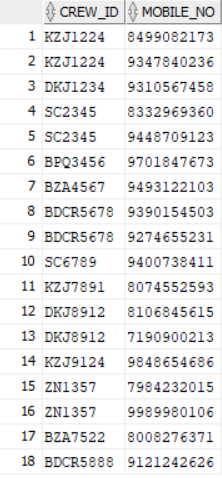 CREW_ID MOBILE_NO
1 KZJ1224 8499082173
2 KZJ1224 9347840236
3 DKJ1234 9310567458
4 SC2345 8332969360
5 SC2345 9448709123
6 BPQ3456 9701847673
7 BZA4567 9493122103
8 BDCR5678 9390154503
9 BDCR5678 9274655231
10 SC6789 9400738411
11 KZJ7891 8074552593
12 DKJ8912 8106845615
13 DKJ8912 7190900213
14 KZJ9124 9848654686
15 ZN1357 7984232015
16 ZN1357 9989980106
17 BZA7522 8008276371
18 BDCR5888 9121242626